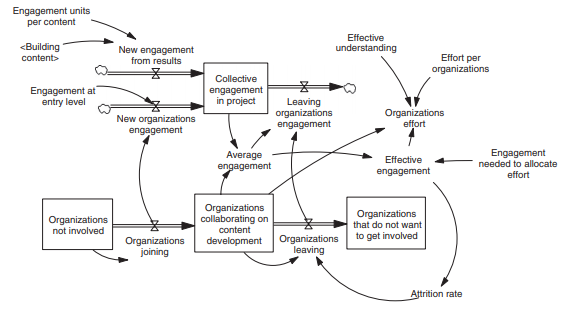 Engagement units
per content
<Building
content>
New engagement
from results
Effective
understanding
Effort per
organizations
Engagement at
entry level
Collective
engagement
in project
New organizations
engagement
Leaving
organizations
engagement
Organizations
effort
Average
engagement
Effective
engagement
Engagement
needed to allocate
effort
Organizations
not involved
Organizations
joining
Organizations
collaborating on
content
development
Organizations
leaving
Organizations
that do not want
to get involved
Attrition rate